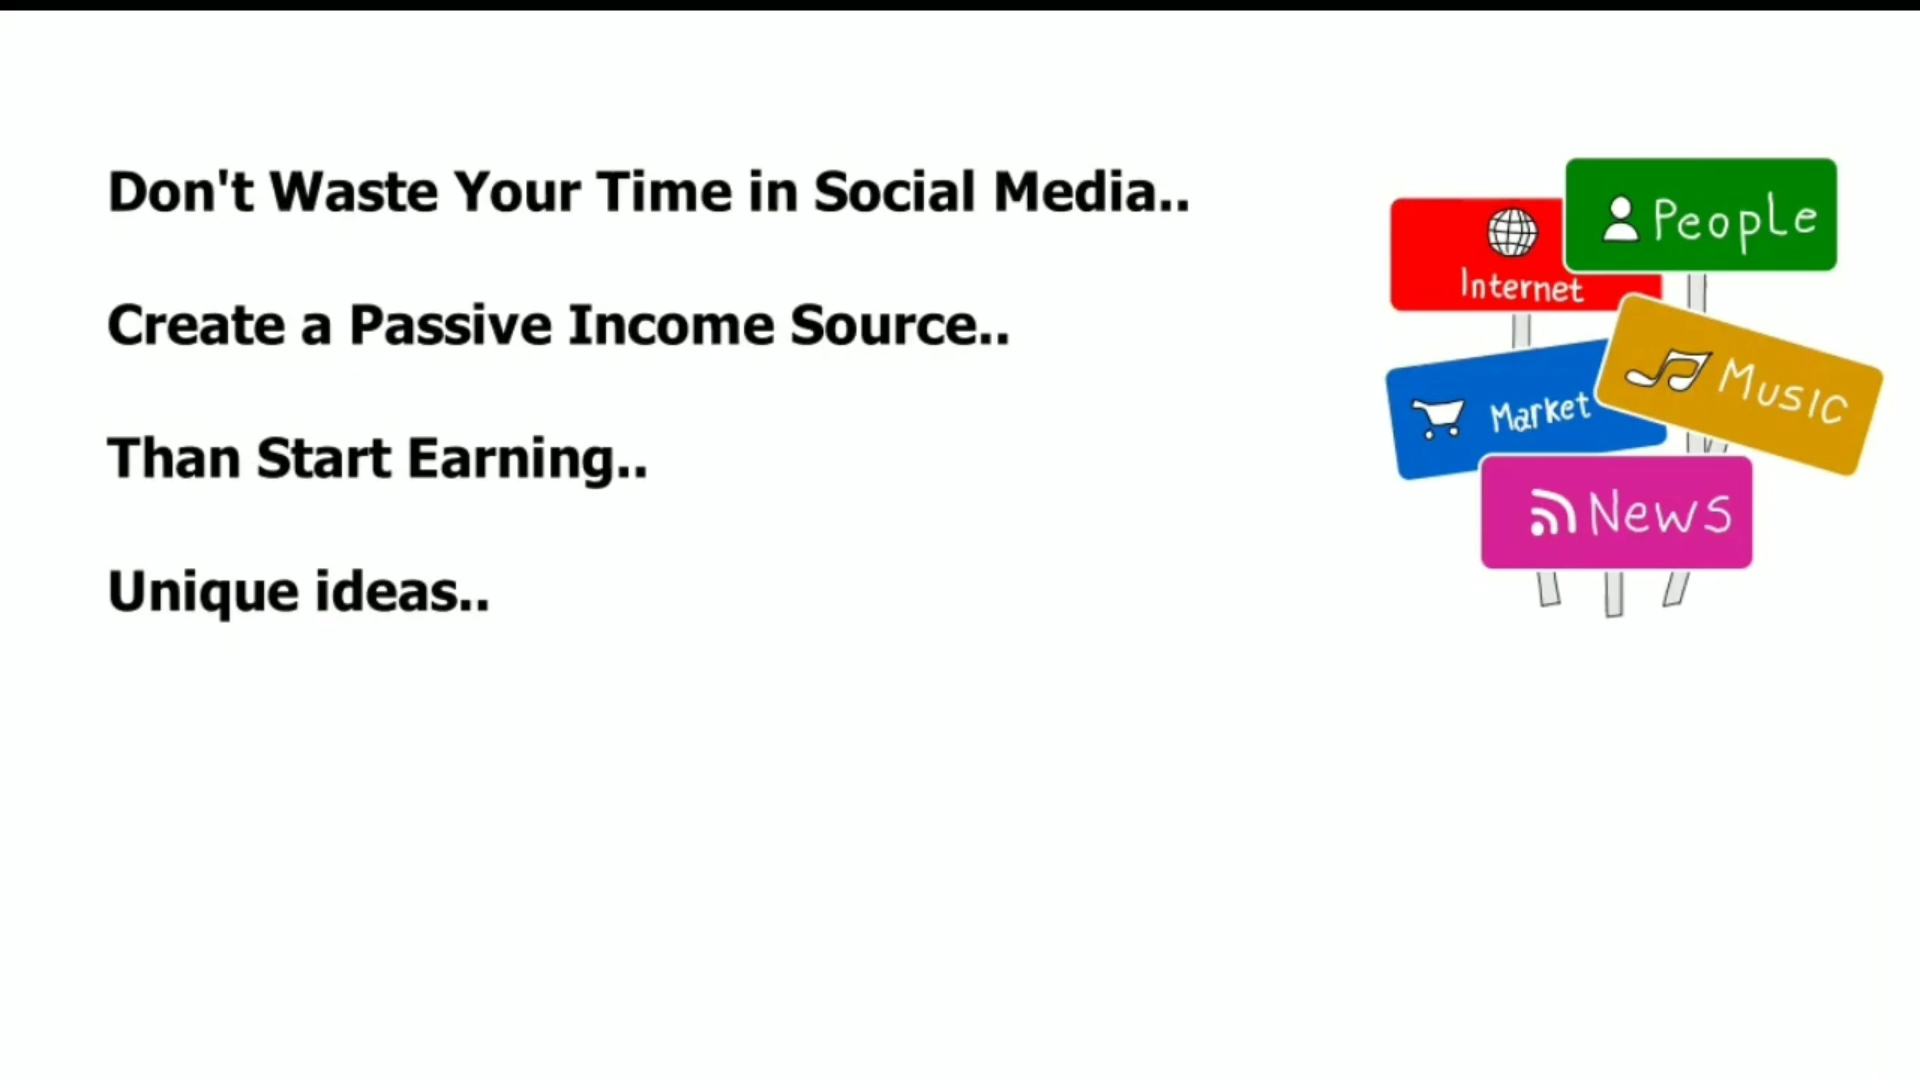 Don't Waste Your Time in Social Media..
Create a Passive Income Source..
Than Start Earning..
Unique ideas..
People
Internet
Music
Market
News